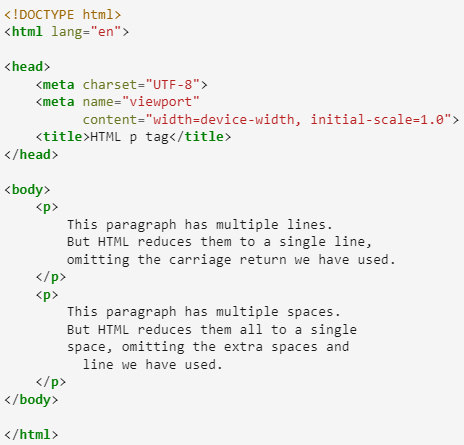 <!DOCTYPE html>
<html lang="en">

<head>
    <meta charset="UTF-8">
    <meta name="viewport"
          content="width=device-width, initial-scale=1.0">
    <title>HTML p tag</title>
</head>

<body>
    <p>
        This paragraph has multiple lines.
        But HTML reduces them to a single line,
        omitting the carriage return we have used.
    </p>
    <p>
        This paragraph has multiple spaces.
        But HTML reduces them all to a single
        space, omitting the extra spaces and
          line we have used.
    </p>
</body>

</html>